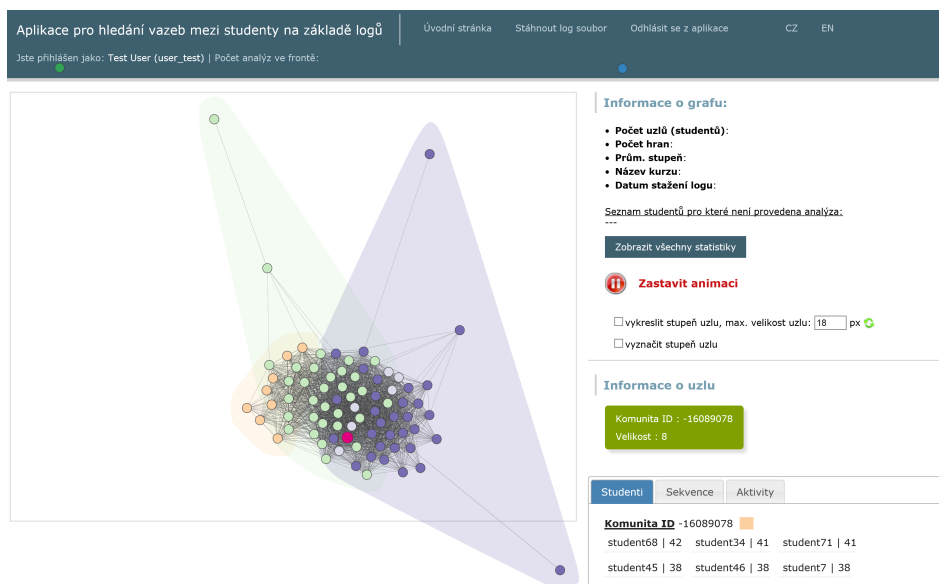 Aplikace pro hledání vazeb mezi studenty na základě logů
Úvodní stránka Stáhnout log soubor Odhlásit se z aplikace CZ EN
Jste přihlášen jako: Test User (user_test) | Počet analýz ve frontě:
Informace o grafu:
• Počet uzlů (studentů):
• Počet hran:
• Prům. stupeň:
• Název kurzu:
• Datum stažení logu:
Seznam studentů pro které není provedena analýza:
---
Zobrazit všechny statistiky
Zastavit animaci
vykreslit stupeň uzlu, max. velikost uzlu: 18 px
vyznačit stupeň uzlu
Informace o uzlu
Komunita ID : -16089078
Velikost : 8
Studenti Sekvence Aktivity
Komunita ID -16089078
student68 | 42 student34 | 41 student71 | 41
student45 | 38 student46 | 38 student7 | 38